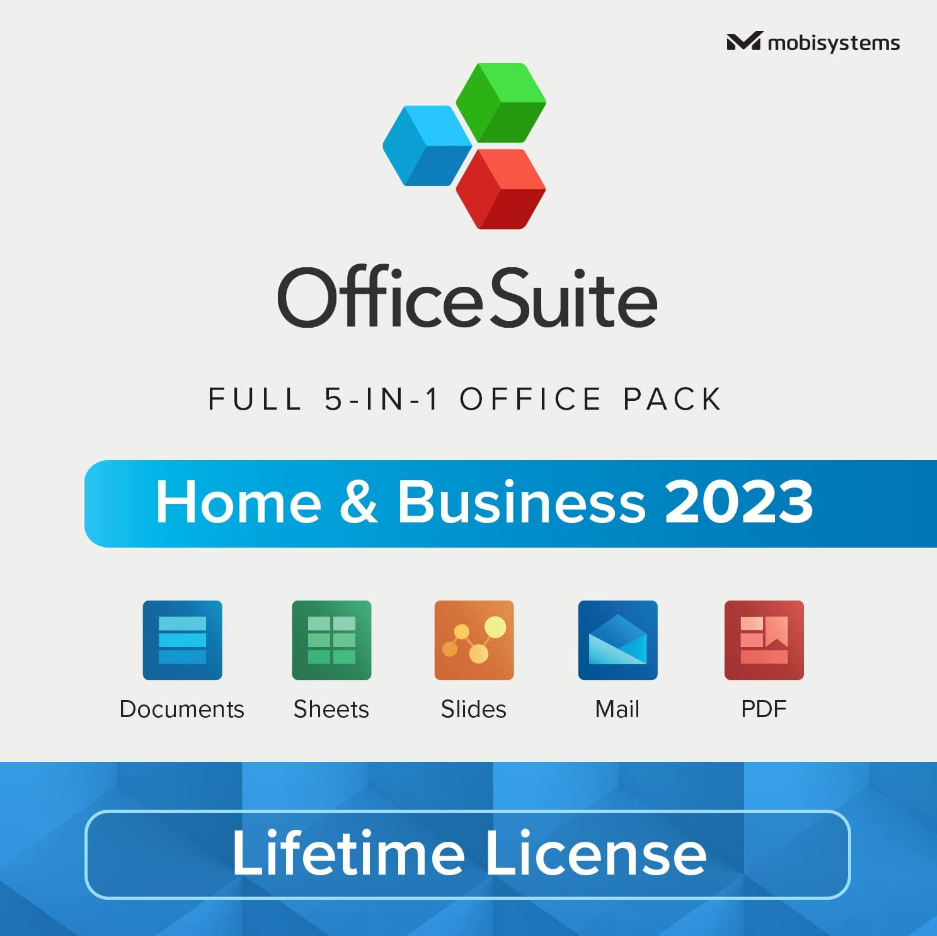 mobisystems
OfficeSuite
FULL 5-IN-1 OFFICE PACK
Home & Business 2023
Documents Sheets Slides Mail PDF
Lifetime License